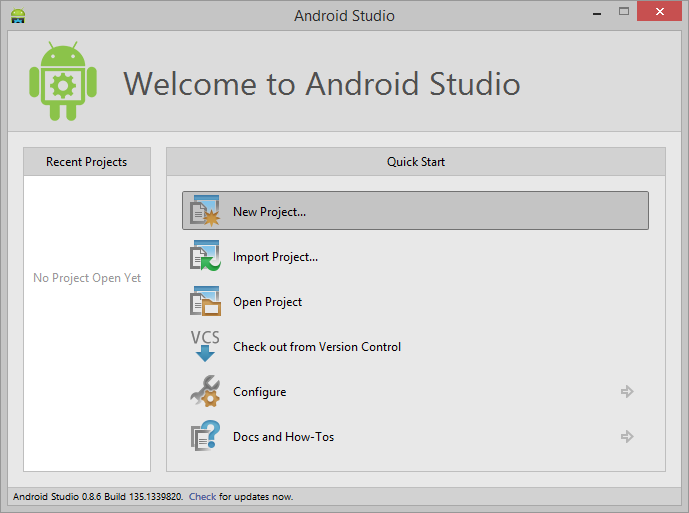 Android Studio
Welcome to Android Studio
Recent Projects
No Project Open Yet
Quick Start
New Project...
Import Project...
Open Project
VCS
Check out from Version Control
Configure
?
Docs and How-Tos
Android Studio 0.8.6 Build 135.1339820. Check for updates now.